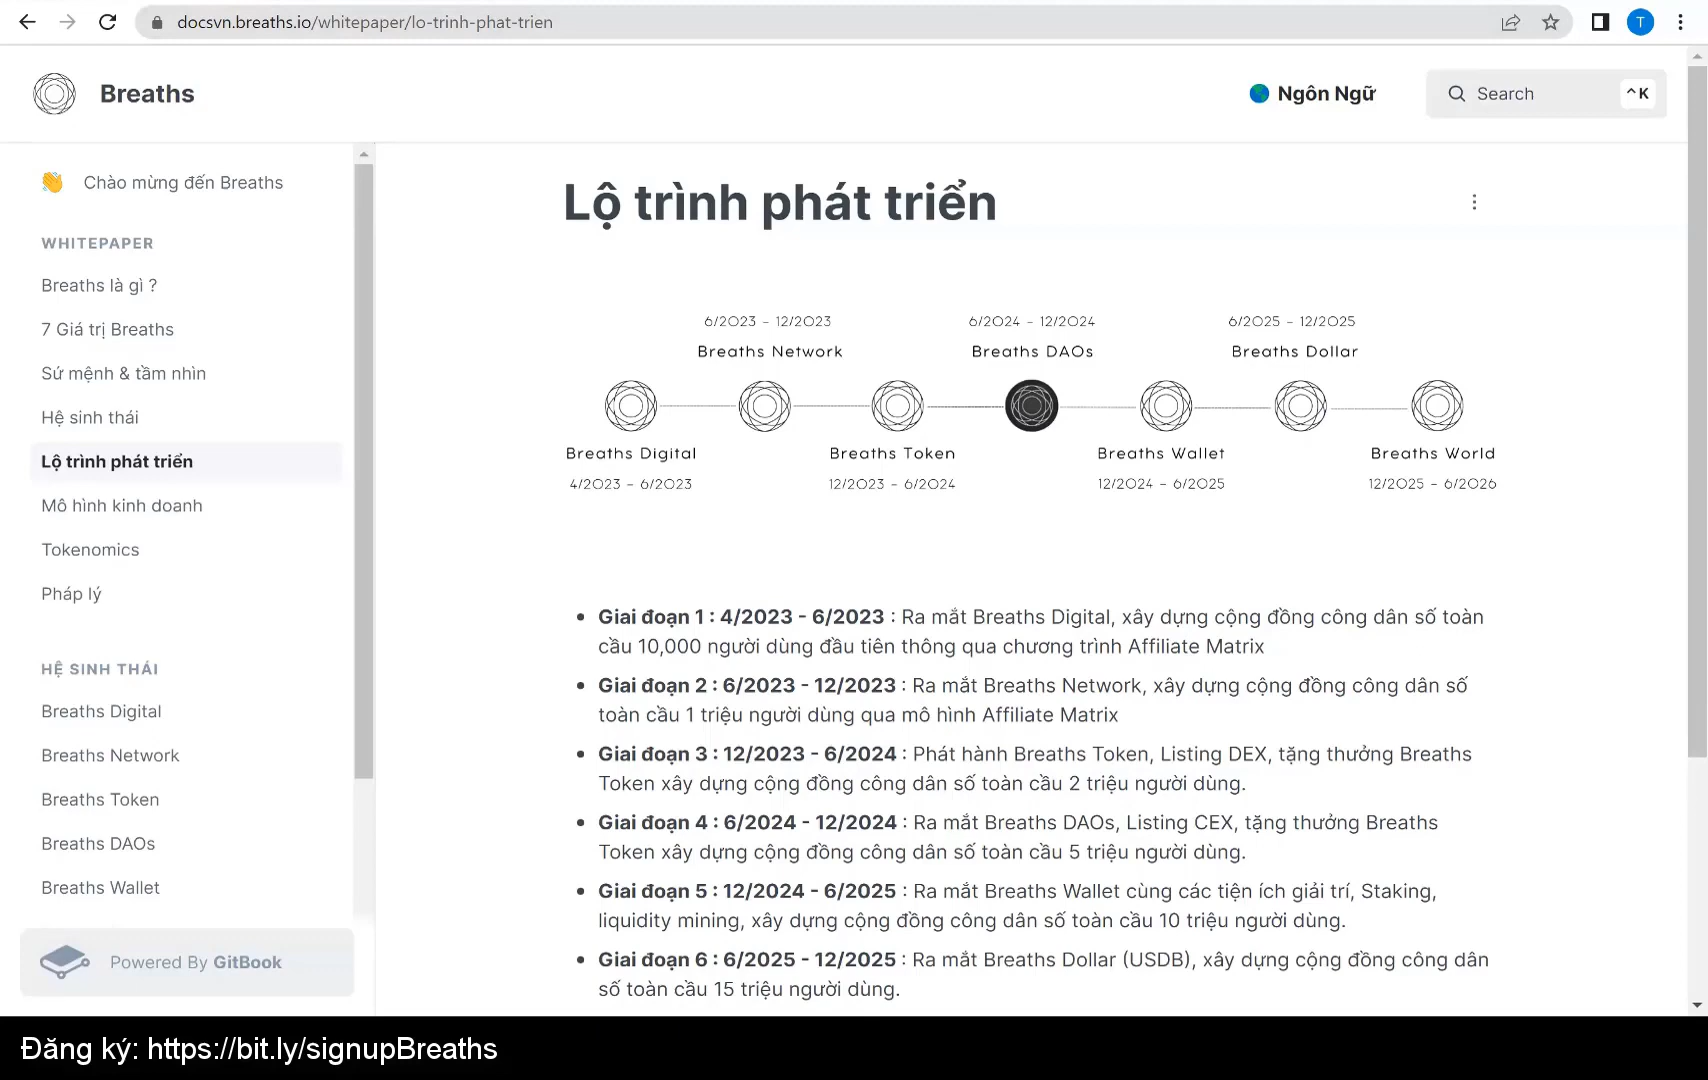 docsvn.breaths.io/whitepaper/lo-trinh-phat-trien
T
Breaths
Ngôn Ngữ
Search
^K
Chào mừng đến Breaths
WHITEPAPER
Breaths là gì ?
7 Giá trị Breaths
Sứ mệnh & tầm nhìn
Hệ sinh thái
Lộ trình phát triển
Mô hình kinh doanh
Tokenomics
Pháp lý
HỆ SINH THÁI
Breaths Digital
Breaths Network
Breaths Token
Breaths DAOs
Breaths Wallet
Powered By GitBook
Lộ trình phát triển
6/2023 - 12/2023
6/2024 - 12/2024
6/2025 - 12/2025
Breaths Network
Breaths DAOs
Breaths Dollar
Breaths Digital
Breaths Token
Breaths Wallet
Breaths World
4/2023 - 6/2023
12/2023 - 6/2024
12/2024 - 6/2025
12/2025 - 6/2026
• Giai đoạn 1 : 4/2023 - 6/2023 : Ra mắt Breaths Digital, xây dựng cộng đồng công dân số toàn
cầu 10,000 người dùng đầu tiên thông qua chương trình Affiliate Matrix
• Giai đoạn 2 : 6/2023 - 12/2023 : Ra mắt Breaths Network, xây dựng cộng đồng công dân số
toàn cầu 1 triệu người dùng qua mô hình Affiliate Matrix
• Giai đoạn 3 : 12/2023 - 6/2024 : Phát hành Breaths Token, Listing DEX, tặng thưởng Breaths
Token xây dựng cộng đồng công dân số toàn cầu 2 triệu người dùng.
• Giai đoạn 4 : 6/2024 - 12/2024 : Ra mắt Breaths DAOs, Listing CEX, tặng thưởng Breaths
Token xây dựng cộng đồng công dân số toàn cầu 5 triệu người dùng.
• Giai đoạn 5 : 12/2024 - 6/2025 : Ra mắt Breaths Wallet cùng các tiện ích giải trí, Staking,
liquidity mining, xây dựng cộng đồng công dân số toàn cầu 10 triệu người dùng.
• Giai đoạn 6 : 6/2025 - 12/2025 : Ra mắt Breaths Dollar (USDB), xây dựng cộng đồng công dân
số toàn cầu 15 triệu người dùng.
Đăng ký: https://bit.ly/signupBreaths